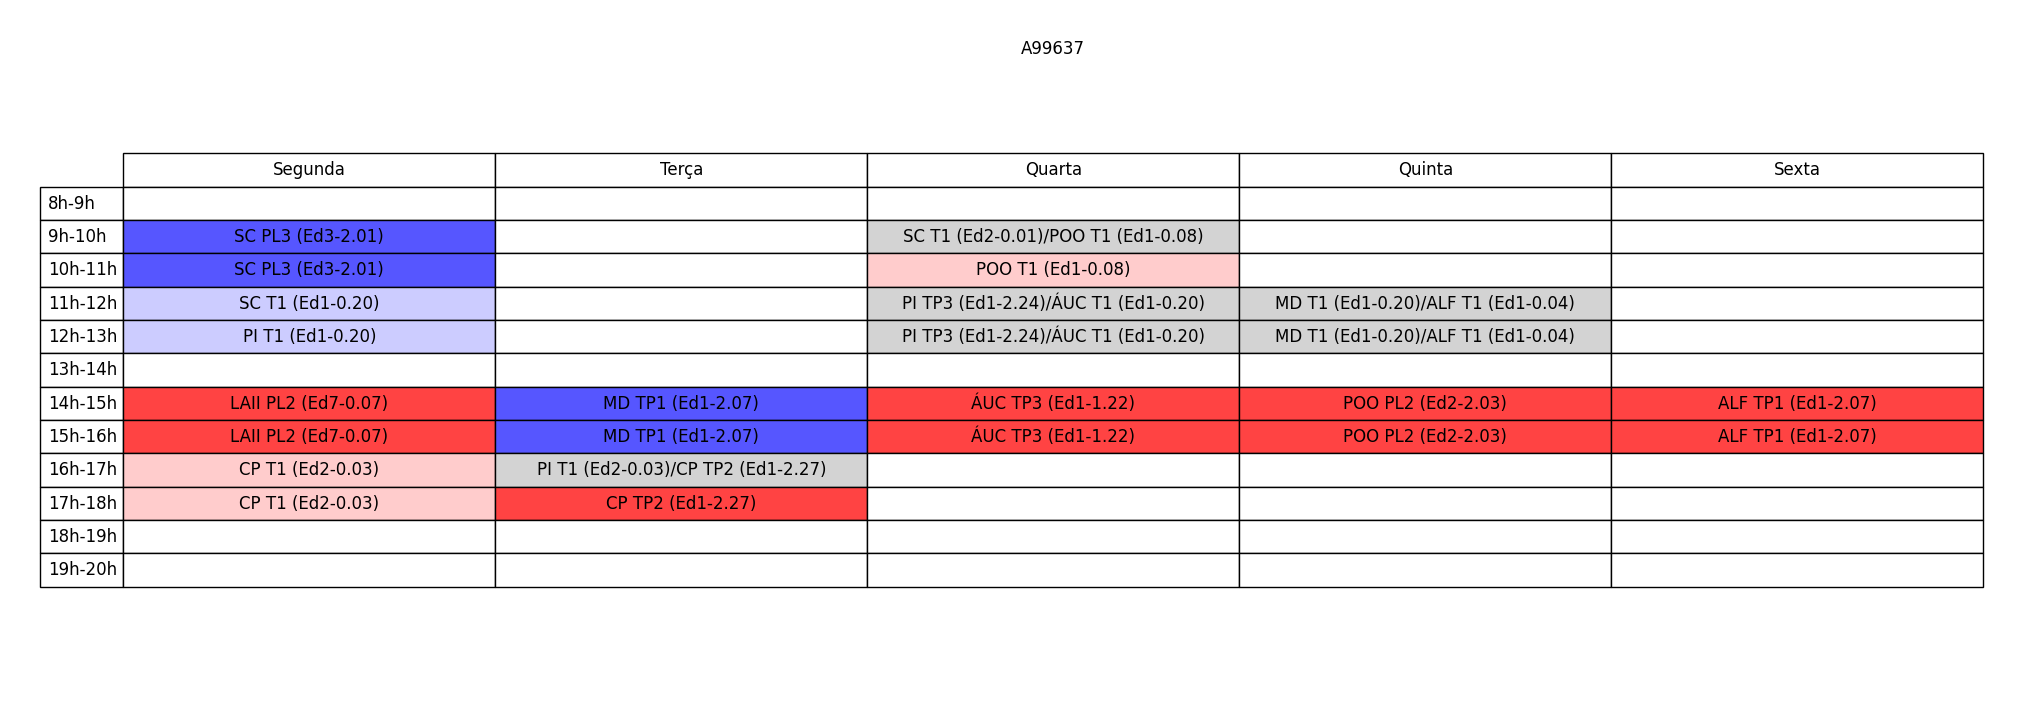 A99637
Segunda Terça Quarta Quinta Sexta
8h-9h
9h-10h SC PL3 (Ed3-2.01) SC T1 (Ed2-0.01)/POO T1 (Ed1-0.08)
10h-11h SC PL3 (Ed3-2.01) POO T1 (Ed1-0.08)
11h-12h SC T1 (Ed1-0.20) PI TP3 (Ed1-2.24)/ÁUC T1 (Ed1-0.20) MD T1 (Ed1-0.20)/ALF T1 (Ed1-0.04)
12h-13h PI T1 (Ed1-0.20) PI TP3 (Ed1-2.24)/ÁUC T1 (Ed1-0.20) MD T1 (Ed1-0.20)/ALF T1 (Ed1-0.04)
13h-14h
14h-15h LAII PL2 (Ed7-0.07) MD TP1 (Ed1-2.07) ÁUC TP3 (Ed1-1.22) POO PL2 (Ed2-2.03) ALF TP1 (Ed1-2.07)
15h-16h LAII PL2 (Ed7-0.07) MD TP1 (Ed1-2.07) ÁUC TP3 (Ed1-1.22) POO PL2 (Ed2-2.03) ALF TP1 (Ed1-2.07)
16h-17h CP T1 (Ed2-0.03) PI T1 (Ed2-0.03)/CP TP2 (Ed1-2.27)
17h-18h CP T1 (Ed2-0.03) CP TP2 (Ed1-2.27)
18h-19h
19h-20h